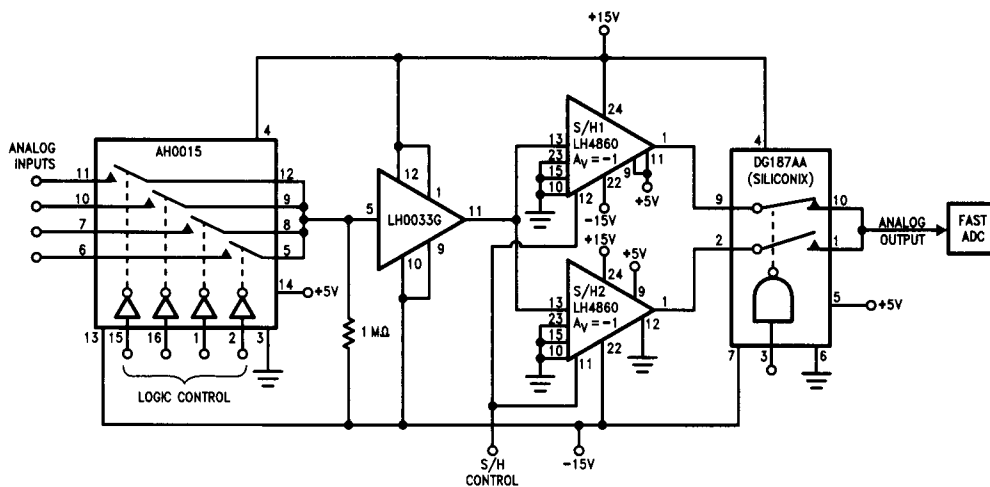 +15V
ANALOG
INPUTS
AH0015
4
11
12
10
9
7
8
6
5
14
+5V
13
15
16
1
2
3
LOGIC CONTROL
1 MΩ
5
LH0033G
12
1
11
10
9
S/H1
LH4860
AV = −1
13
23
15
10
24
1
11
9
22
12
+5V
-15V
+15V
S/H2
LH4860
AV = −1
13
23
15
10
24
+5V
9
1
12
22
11
S/H
CONTROL
-15V
4
DG187AA
(SILICONIX)
9
10
2
1
5
+5V
7
3
6
ANALOG
OUTPUT
FAST
ADC